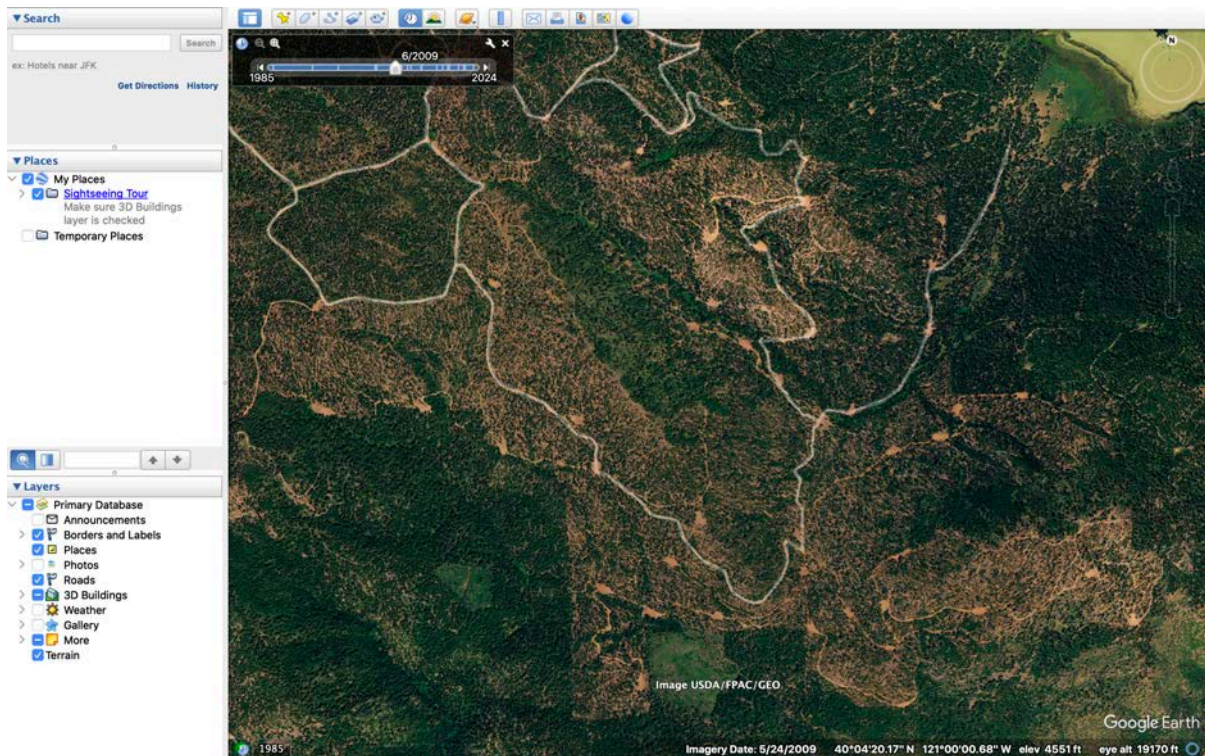 ▼ Search
Search
ex: Hotels near JFK
Get Directions History
▼ Places
My Places
Sightseeing Tour
Make sure 3D Buildings
layer is checked
Temporary Places
▼ Layers
Primary Database
Announcements
Borders and Labels
Places
Photos
Roads
3D Buildings
Weather
Gallery
More
Terrain
6/2009
1985 2024
N
Image USDA/FPAC/GEO
Google Earth
1985 Imagery Date: 5/24/2009 40°04'20.17" N 121°00'00.68" W elev 4551 ft eye alt 19170 ft